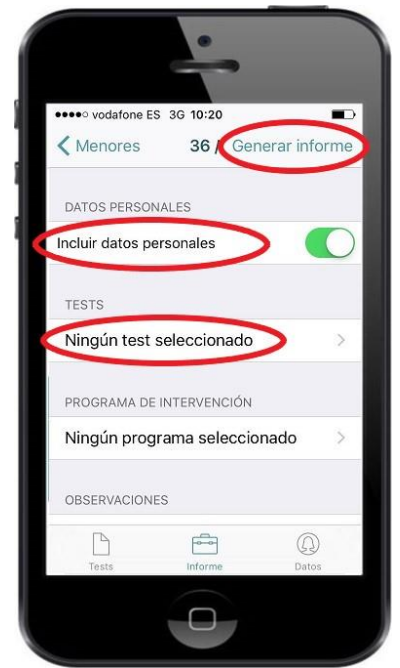 vodafone ES 3G 10:20
Menores 36 / Generar informe
DATOS PERSONALES
Incluir datos personales
TESTS
Ningún test seleccionado
PROGRAMA DE INTERVENCIÓN
Ningún programa seleccionado
OBSERVACIONES
Tests Informe Datos